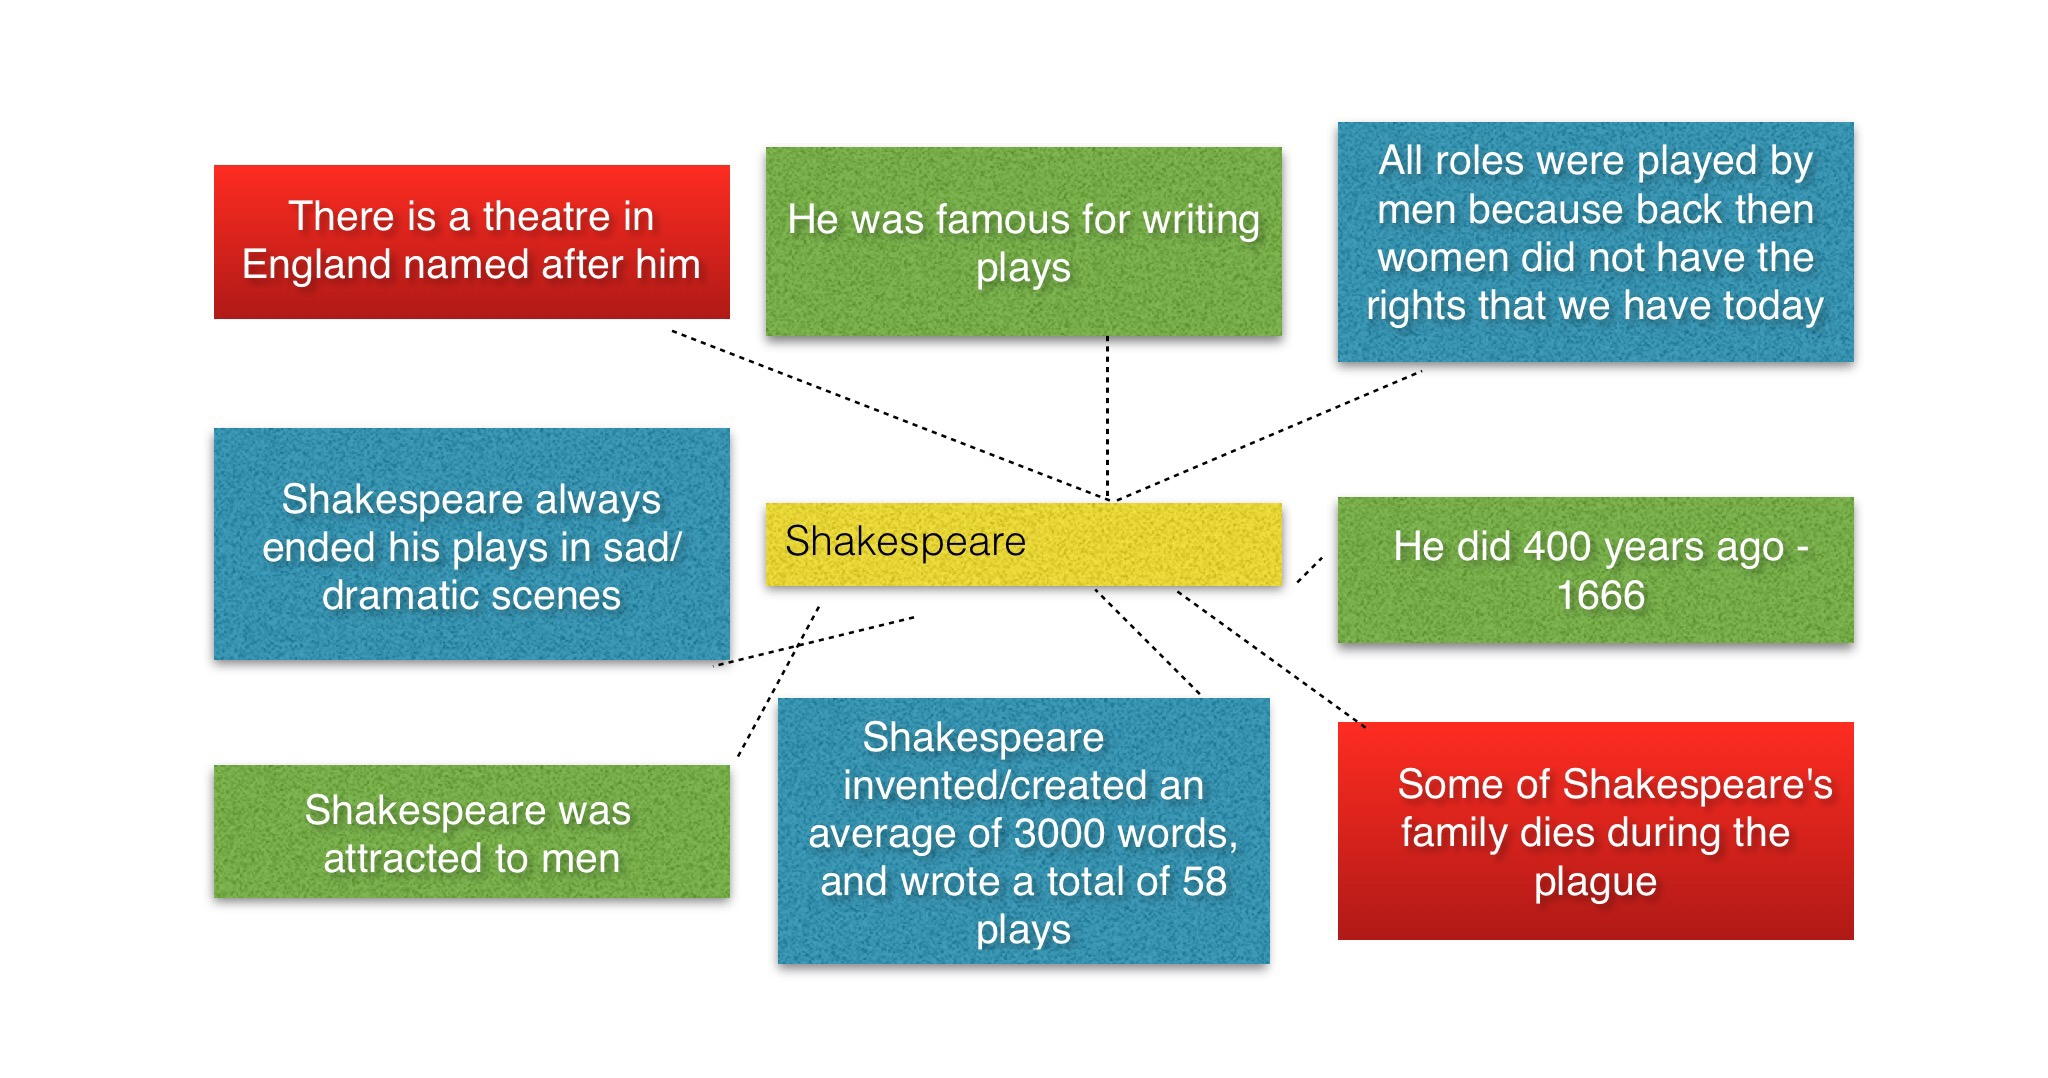 There is a theatre in
England named after him
He was famous for writing
plays
All roles were played by
men because back then
women did not have the
rights that we have today
Shakespeare always
ended his plays in sad/
dramatic scenes
Shakespeare
He did 400 years ago -
1666
Shakespeare was
attracted to men
Shakespeare
invented/created an
average of 3000 words,
and wrote a total of 58
plays
Some of Shakespeare's
family dies during the
plague